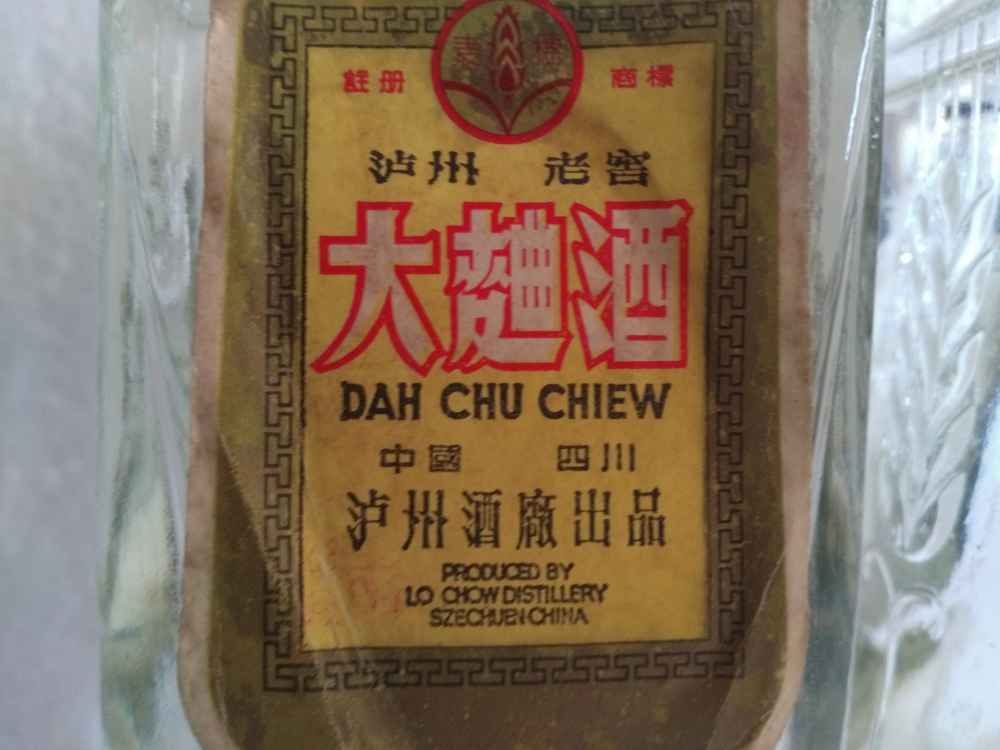 註册 商標
泸州 老窖
大麯酒
DAH CHU CHIEW
中國 四川
泸州酒廠出品
PRODUCED BY
LO CHOW DISTILLERY
SZECHUEN·CHINA